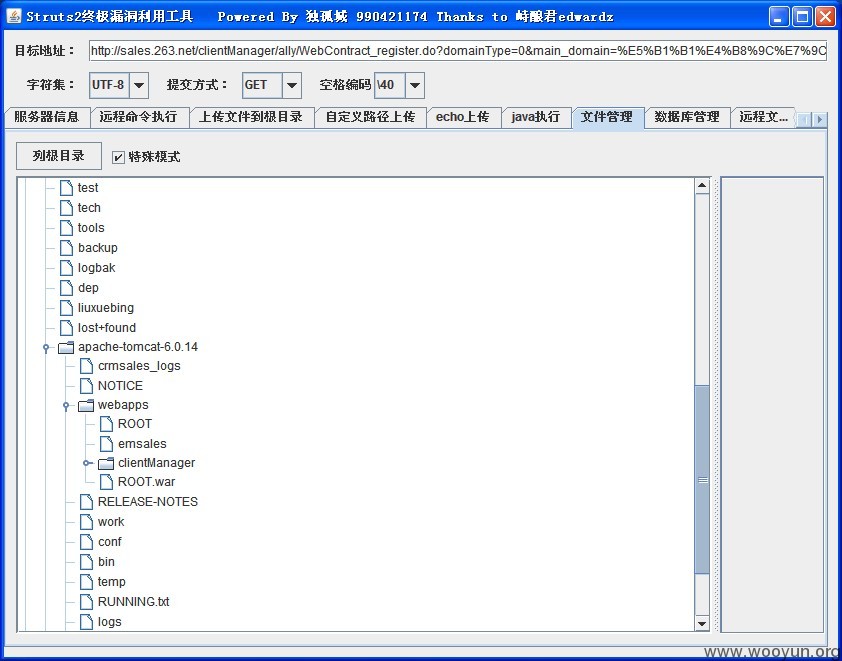 Struts2终极漏洞利用工具 Powered By 独孤城 990421174 Thanks to 峙酿君edwardz
目标地址：
http://sales.263.net/clientManager/ally/WebContract_register.do?domainType=0&main_domain=%E5%B1%B1%E4%B8%9C%E7%9C
字符集： UTF-8 提交方式： GET 空格编码 \40
服务器信息 远程命令执行 上传文件到根目录 自定义路径上传 echo上传 java执行 文件管理 数据库管理 远程文...
列根目录 特殊模式
test
tech
tools
backup
logbak
dep
liuxuebing
lost+found
apache-tomcat-6.0.14
crmsales_logs
NOTICE
webapps
ROOT
emsales
clientManager
ROOT.war
RELEASE-NOTES
work
conf
bin
temp
RUNNING.txt
logs
www.wooyun.org